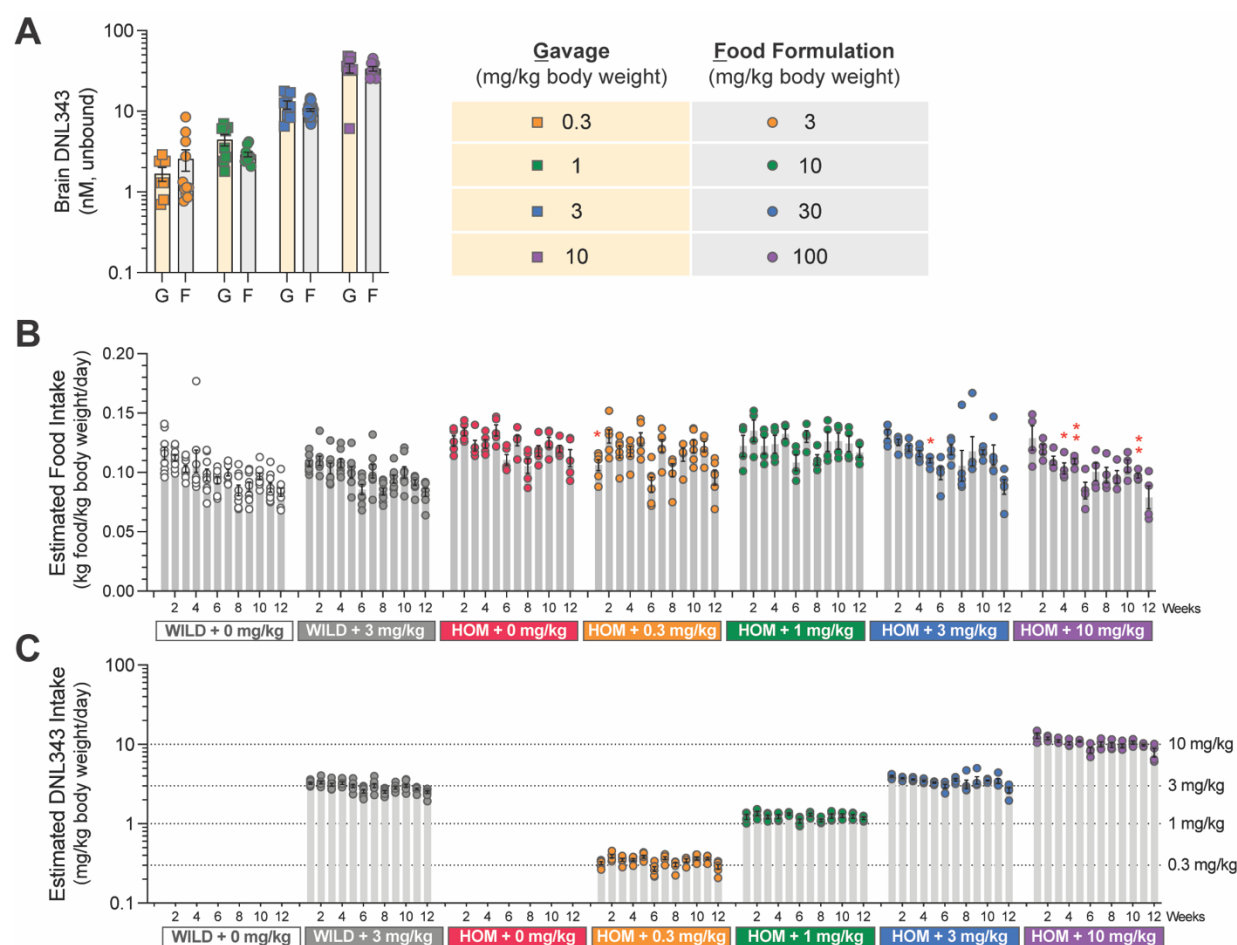 A
100
10
1
0.1
Brain DNL343
(nM, unbound)
G F G F G F G F
Gavage Food Formulation
(mg/kg body weight) (mg/kg body weight)
0.3 3
1 10
3 30
10 100
B
Estimated Food Intake
(kg food/kg body weight/day)
0.20
0.15
0.10
0.05
0.00
* * * * * *
2 4 6 8 10 12 2 4 6 8 10 12 2 4 6 8 10 12 2 4 6 8 10 12 2 4 6 8 10 12 2 4 6 8 10 12 2 4 6 8 10 12 Weeks
WILD + 0 mg/kg WILD + 3 mg/kg HOM + 0 mg/kg HOM + 0.3 mg/kg HOM + 1 mg/kg HOM + 3 mg/kg HOM + 10 mg/kg
C
Estimated DNL343 Intake
(mg/kg body weight/day)
100
10
1
0.1
10 mg/kg
3 mg/kg
1 mg/kg
0.3 mg/kg
2 4 6 8 10 12 2 4 6 8 10 12 2 4 6 8 10 12 2 4 6 8 10 12 2 4 6 8 10 12 2 4 6 8 10 12 2 4 6 8 10 12 Weeks
WILD + 0 mg/kg WILD + 3 mg/kg HOM + 0 mg/kg HOM + 0.3 mg/kg HOM + 1 mg/kg HOM + 3 mg/kg HOM + 10 mg/kg